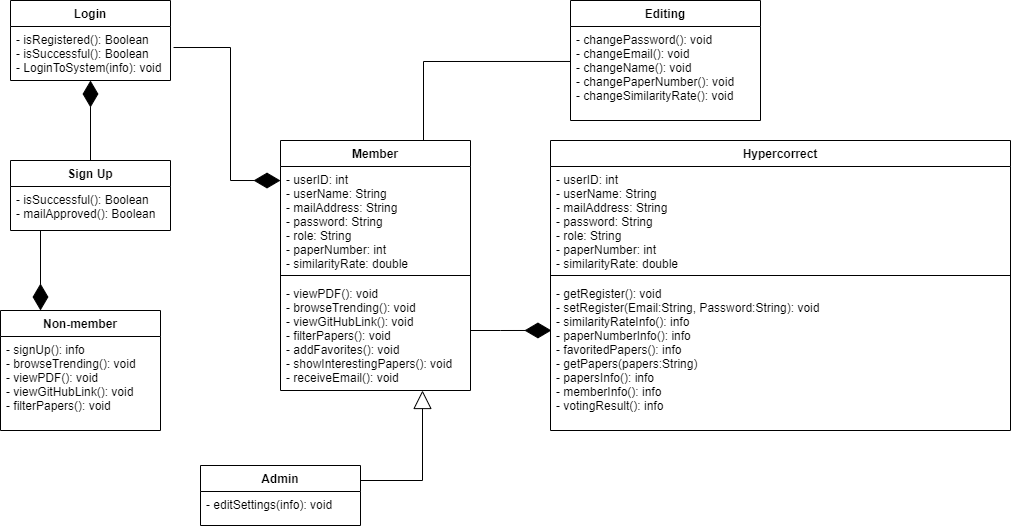 Login
- isRegistered(): Boolean
- isSuccessful(): Boolean
- LoginToSystem(info): void
Editing
- changePassword(): void
- changeEmail(): void
- changeName(): void
- changePaperNumber(): void
- changeSimilarityRate(): void
Sign Up
- isSuccessful(): Boolean
- mailApproved(): Boolean
Member
- userID: int
- userName: String
- mailAddress: String
- password: String
- role: String
- paperNumber: int
- similarityRate: double
- viewPDF(): void
- browseTrending(): void
- viewGitHubLink(): void
- filterPapers(): void
- addFavorites(): void
- showInterestingPapers(): void
- receiveEmail(): void
Hypercorrect
- userID: int
- userName: String
- mailAddress: String
- password: String
- role: String
- paperNumber: int
- similarityRate: double
- getRegister(): void
- setRegister(Email:String, Password:String): void
- similarityRateInfo(): info
- paperNumberInfo(): info
- favoritedPapers(): info
- getPapers(papers:String)
- papersInfo(): info
- memberInfo(): info
- votingResult(): info
Non-member
- signUp(): info
- browseTrending(): void
- viewPDF(): void
- viewGitHubLink(): void
- filterPapers(): void
Admin
- editSettings(info): void